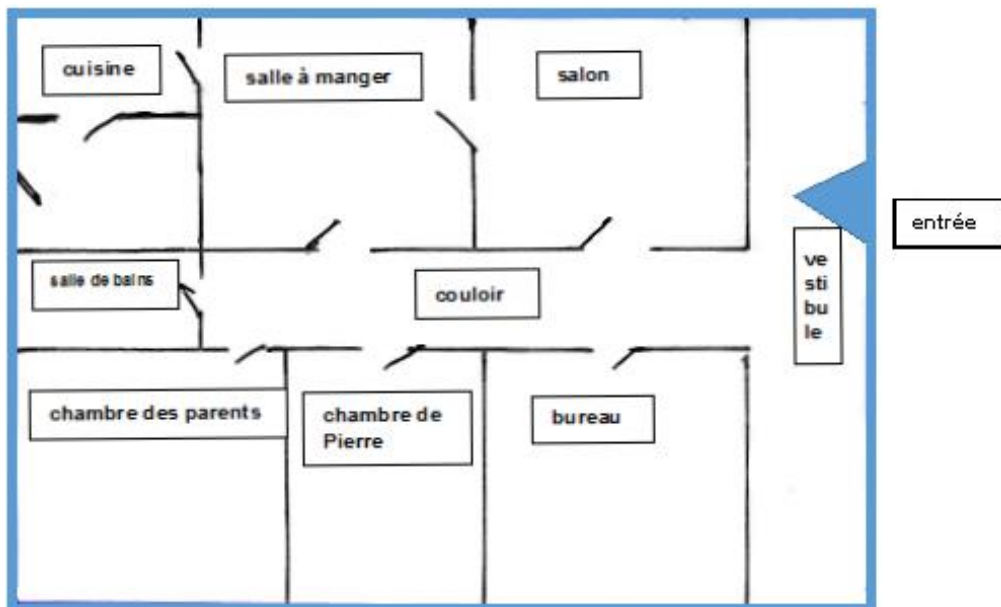 cuisine
salle à manger
salon
entrée
ve
sti
bu
le
salle de bains
couloir
chambre des parents
chambre de
Pierre
bureau